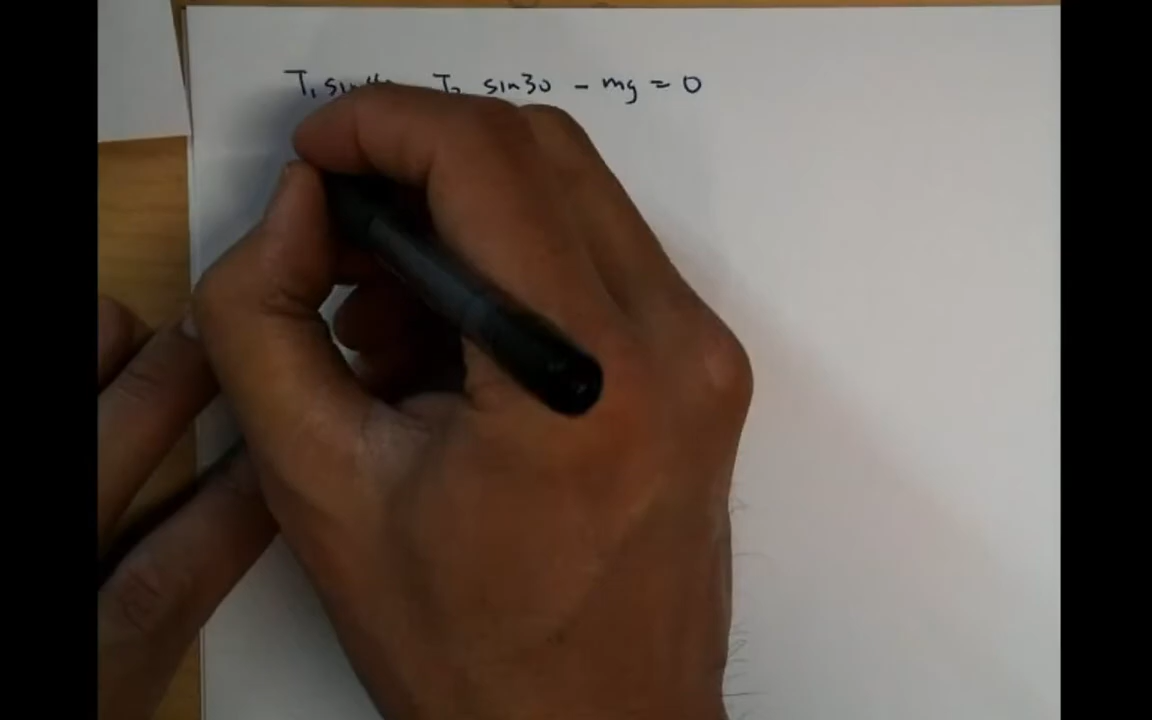 T₁ sin T₂ sin30 - mg = 0